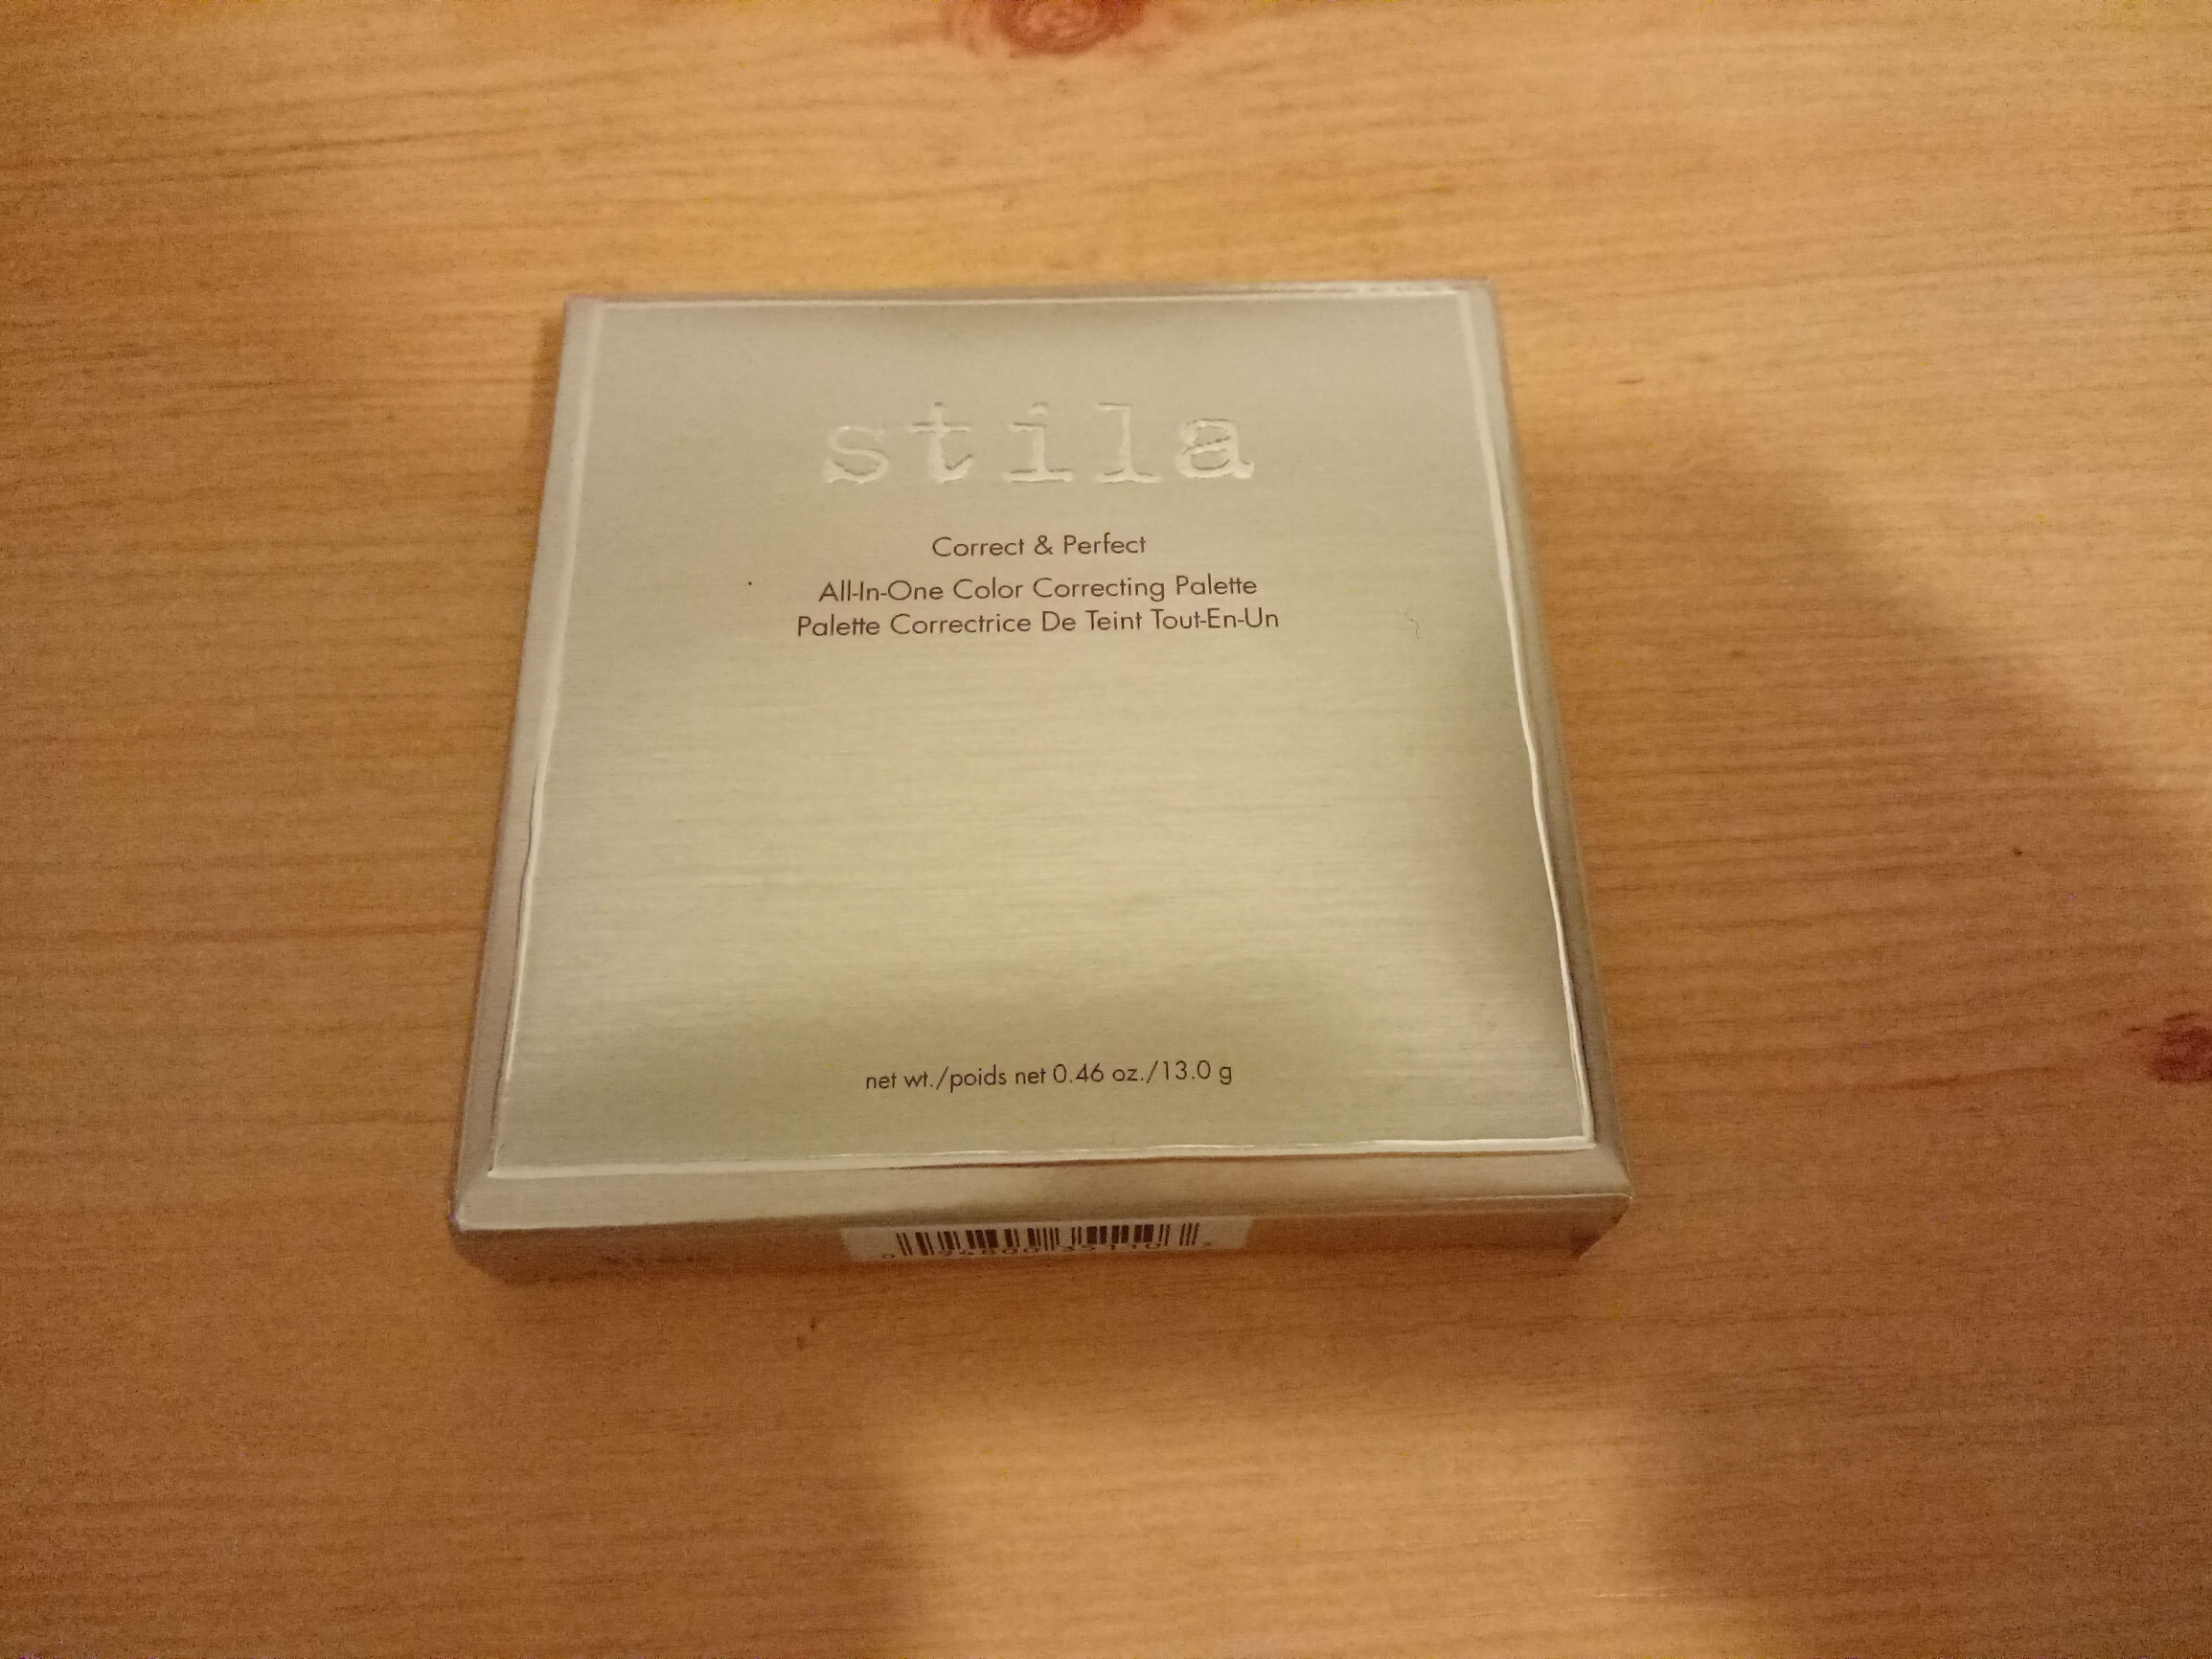 stila
Correct & Perfect
All-In-One Color Correcting Palette
Palette Correctrice De Teint Tout-En-Un
net wt./poids net 0.46 oz./13.0 g